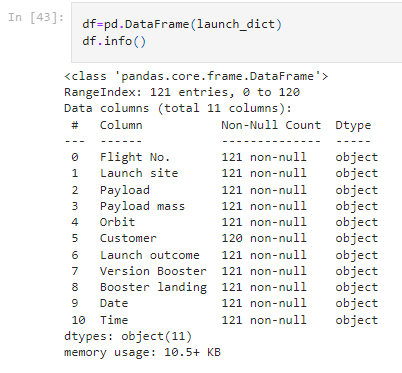 In [43]:
df=pd.DataFrame(launch_dict)
df.info()
<class 'pandas.core.frame.DataFrame'>
RangeIndex: 121 entries, 0 to 120
Data columns (total 11 columns):
 #   Column           Non-Null Count  Dtype
---  ------           --------------  -----
 0   Flight No.       121 non-null    object
 1   Launch site      121 non-null    object
 2   Payload          121 non-null    object
 3   Payload mass     121 non-null    object
 4   Orbit            121 non-null    object
 5   Customer         120 non-null    object
 6   Launch outcome   121 non-null    object
 7   Version Booster  121 non-null    object
 8   Booster landing  121 non-null    object
 9   Date             121 non-null    object
 10  Time             121 non-null    object
dtypes: object(11)
memory usage: 10.5+ KB